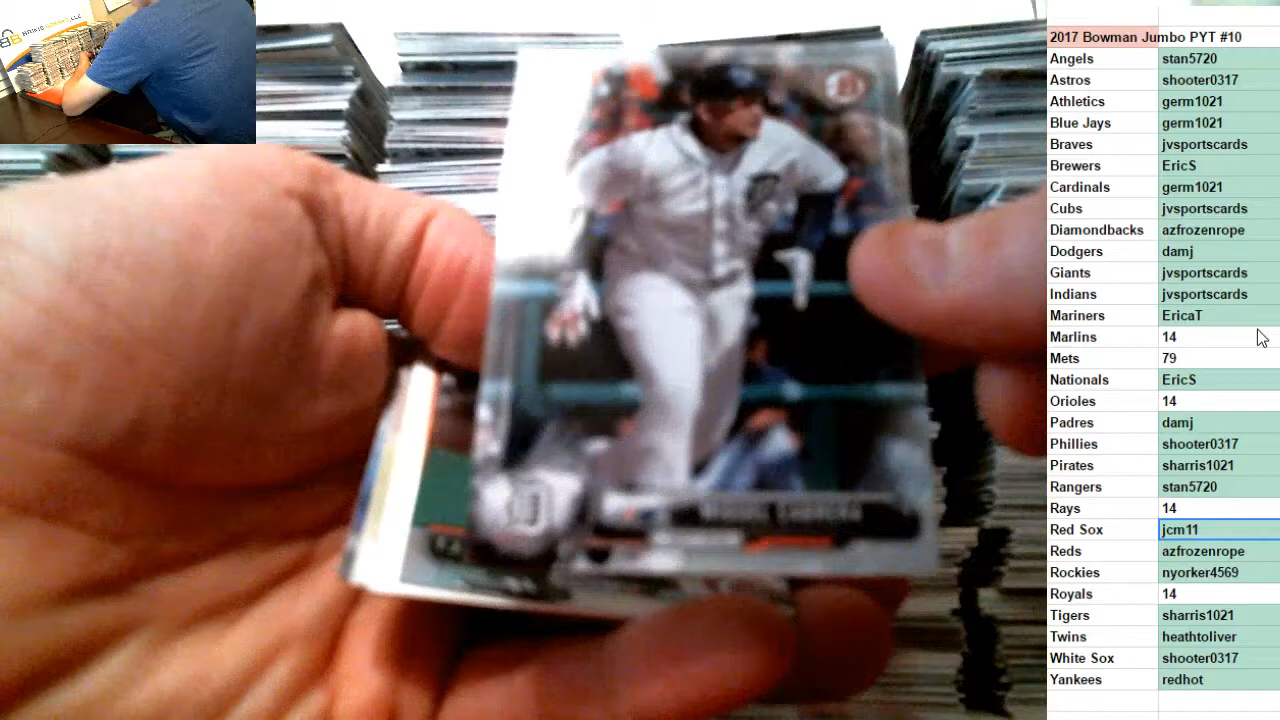 2017 Bowman Jumbo PYT #10
Angels stan5720
Astros shooter0317
Athletics germ1021
Blue Jays germ1021
Braves jvsportscards
Brewers EricS
Cardinals germ1021
Cubs jvsportscards
Diamondbacks azfrozenrope
Dodgers damj
Giants jvsportscards
Indians jvsportscards
Mariners EricaT
Marlins 14
Mets 79
Nationals EricS
Orioles 14
Padres damj
Phillies shooter0317
Pirates sharris1021
Rangers stan5720
Rays 14
Red Sox jcm11
Reds azfrozenrope
Rockies nyorker4569
Royals 14
Tigers sharris1021
Twins heathtoliver
White Sox shooter0317
Yankees redhot